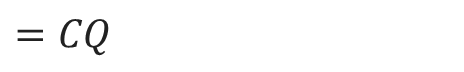 = CQ